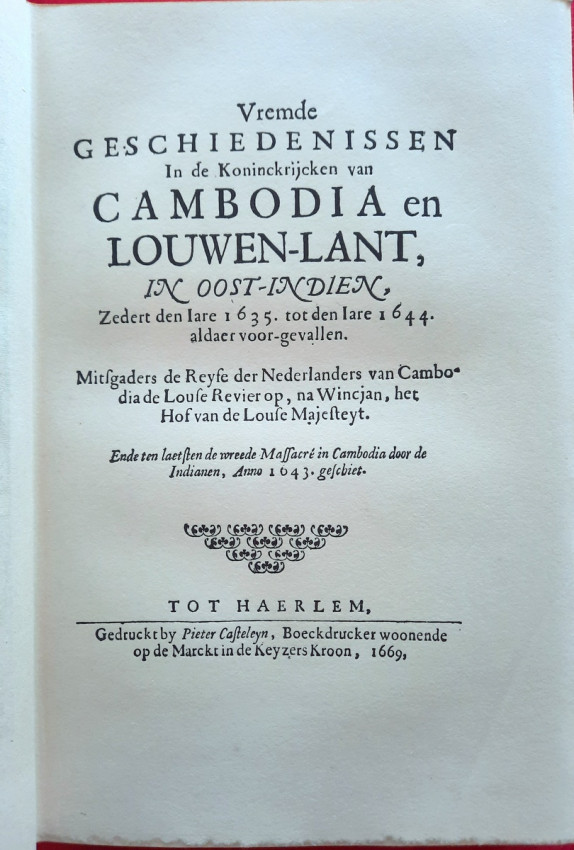 Vremde
GESCHIEDENISSEN
In de Koninckrijcken van
CAMBODIA en
LOUWEN-LANT,
IN OOST-INDIEN,
Zedert den Iare 1635. tot den Iare 1644.
aldaer voor-gevallen.
Mitſgaders de Reyſe der Nederlanders van Cambo-
dia de Louſe Revier op, na Wincjan, het
Hof van de Louſe Majeſteyt.
Ende ten laetſten de wreede Maſſacré in Cambodia door de
Indianen, Anno 1643. geſchiet.
TOT HAERLEM,
Gedruckt by Pieter Caſteleyn, Boeckdrucker woonende
op de Marckt in de Keyzers Kroon, 1669,